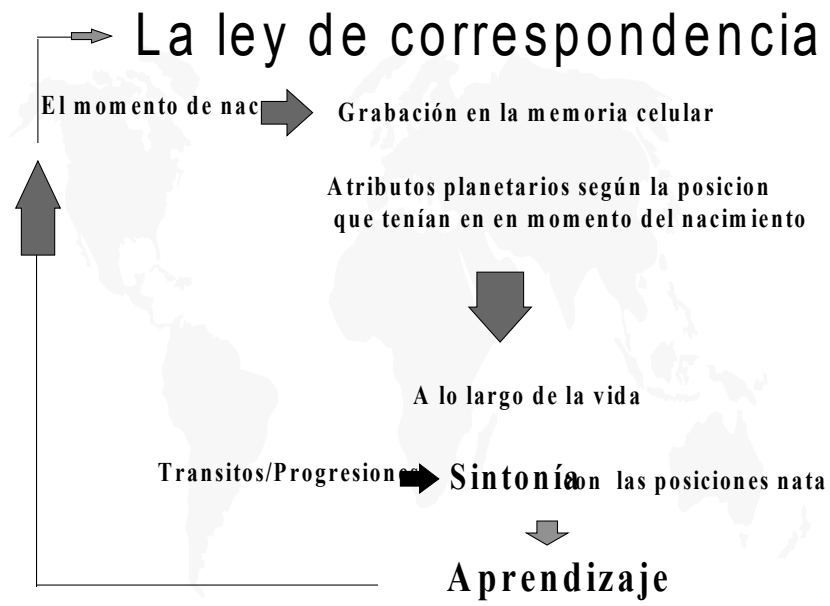 La ley de correspondencia
El momento de nac
Grabación en la memoria celular
Atributos planetarios según la posicion
que tenían en en momento del nacimiento
A lo largo de la vida
Transitos/Progresiones
Sintonía con las posiciones nata
Aprendizaje